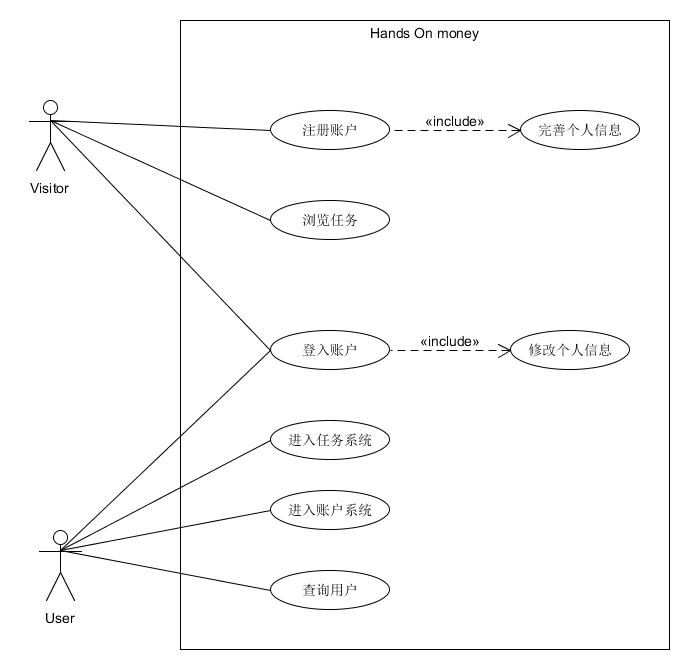 Hands On money
Visitor
注册账户
«include»
完善个人信息
浏览任务
登入账户
«include»
修改个人信息
进入任务系统
进入账户系统
User
查询用户